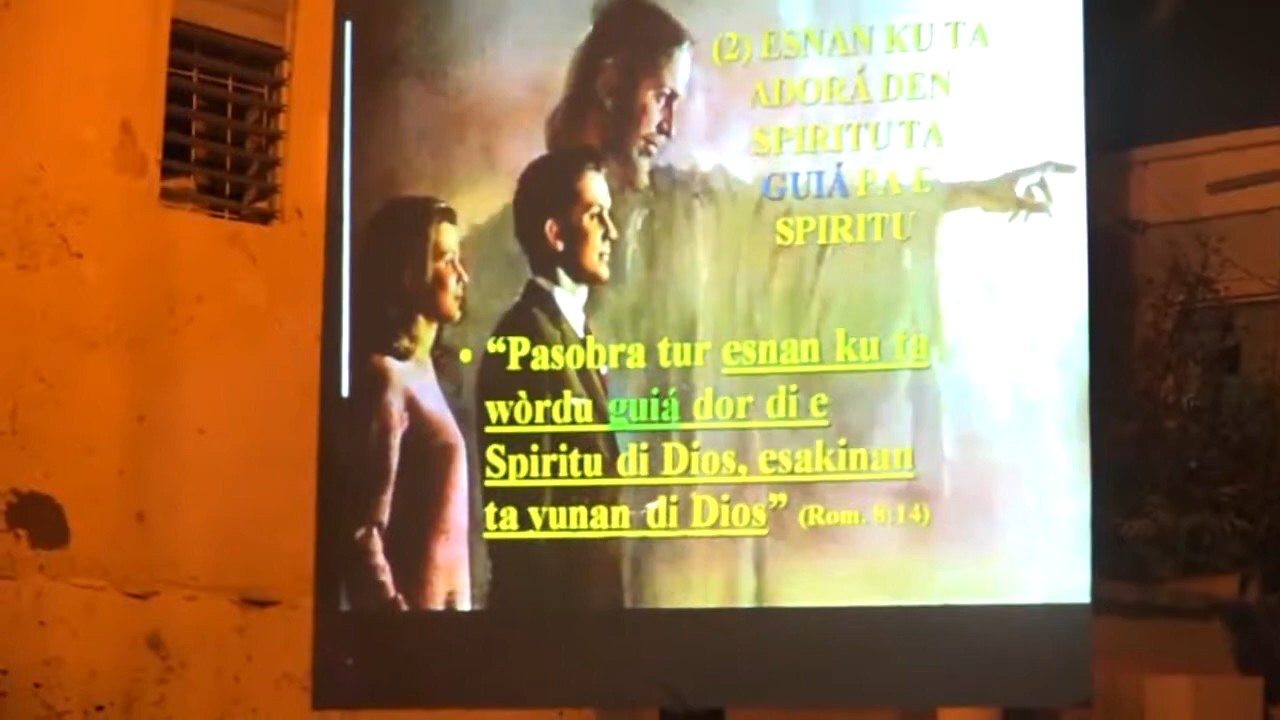 (2) ESNAN KU TA
ADORÁ DEN
SPIRITU TA
GUIÁ PA E
SPIRITU
• “Pasobra tur esnan ku ta
wòrdu guiá dor di e
Spiritu di Dios, esakinan
ta yunan di Dios” (Rom. 8:14)